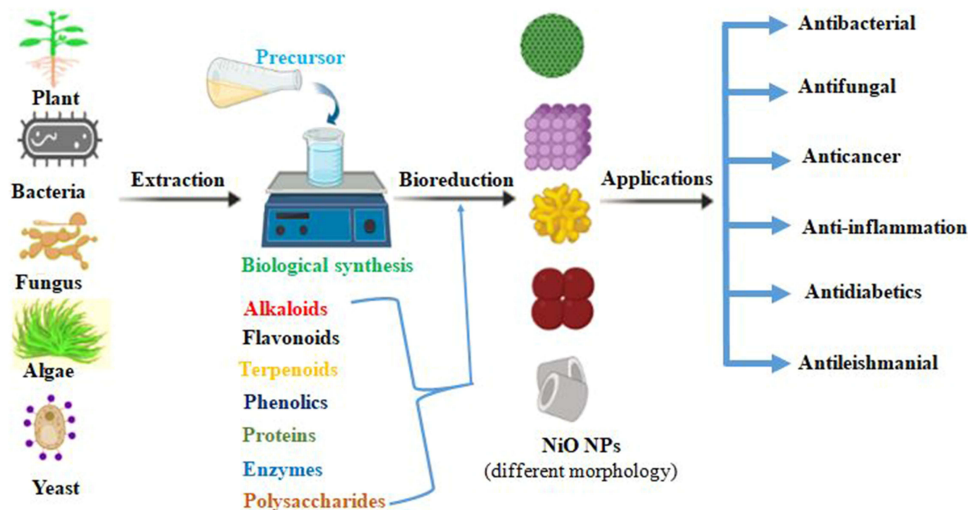 Plant
Bacteria
Fungus
Algae
Yeast
Extraction
Precursor
Biological synthesis
Alkaloids
Flavonoids
Terpenoids
Phenolics
Proteins
Enzymes
Polysaccharides
Bioreduction
NiO NPs
(different morphology)
Applications
Antibacterial
Antifungal
Anticancer
Anti-inflammation
Antidiabetics
Antileishmanial